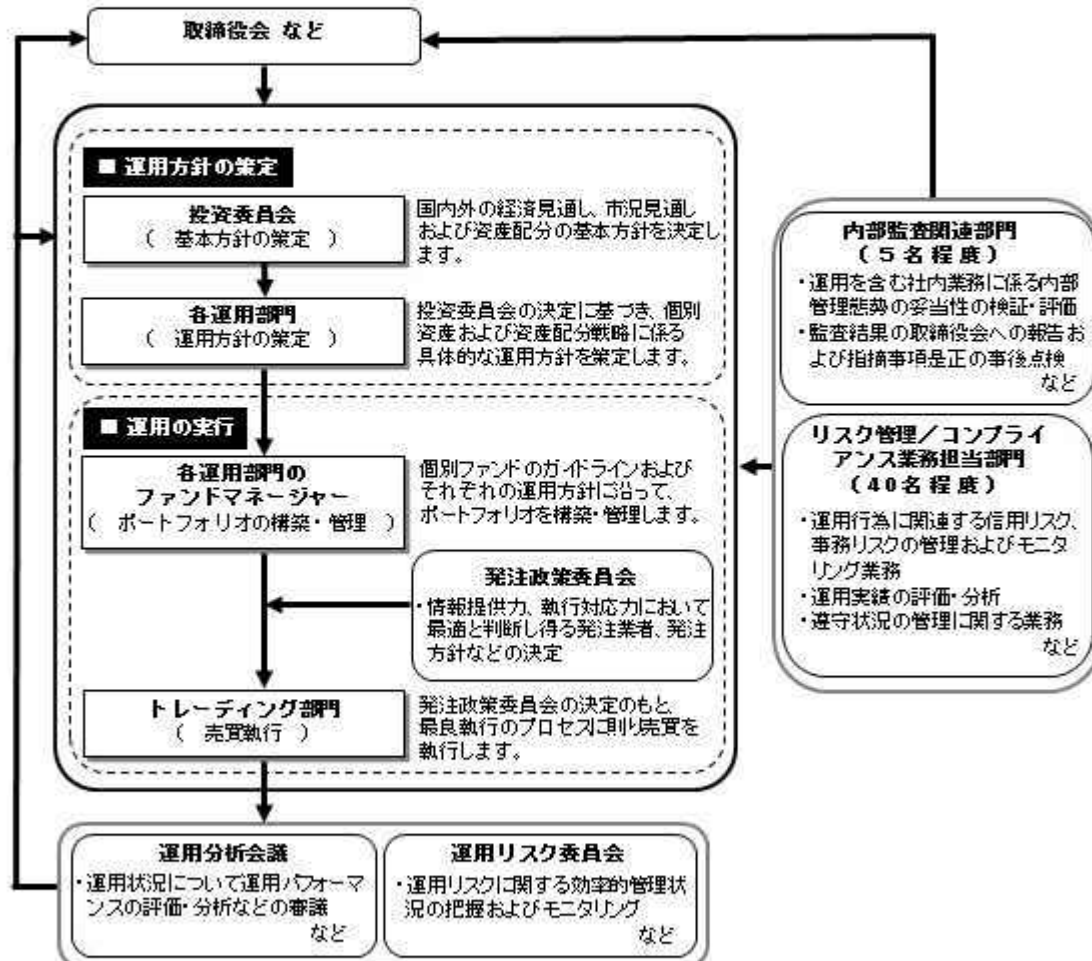 取締役会 など
■ 運用方針の策定
投資委員会
( 基本方針の策定 )
国内外の経済見通し、市況見通し
および資産配分の基本方針を決定し
ます。
各運用部門
( 運用方針の策定 )
投資委員会の決定に基づき、個別
資産および資産配分戦略に係る
具体的な運用方針を策定します。
■ 運用の実行
各運用部門の
ファンドマネージャー
( ポートフォリオの構築・管理 )
個別ファンドのガイドラインおよび
それぞれの運用方針に沿って、
ポートフォリオを構築・管理します。
発注政策委員会
・情報提供力、執行対応力において
最適と判断し得る発注業者、発注
方針などの決定
トレーディング部門
( 売買執行 )
発注政策委員会の決定のもと、
最良執行のプロセスに則り売買を
執行します。
運用分析会議
・運用状況について運用パフォーマ
ンスの評価・分析などの審議
など
運用リスク委員会
・運用リスクに関する効率的管理状
況の把握およびモニタリング
など
内部監査関連部門
(5名程度)
・運用を含む社内業務に係る内部
管理態勢の妥当性の検証・評価
・監査結果の取締役会への報告お
よび指摘事項是正の事後点検
など
リスク管理/コンプライ
アンス業務担当部門
(40名程度)
・運用行為に関連する信用リスク、
事務リスクの管理およびモニタ
リング業務
・運用実績の評価・分析
・遵守状況の管理に関する業務
など